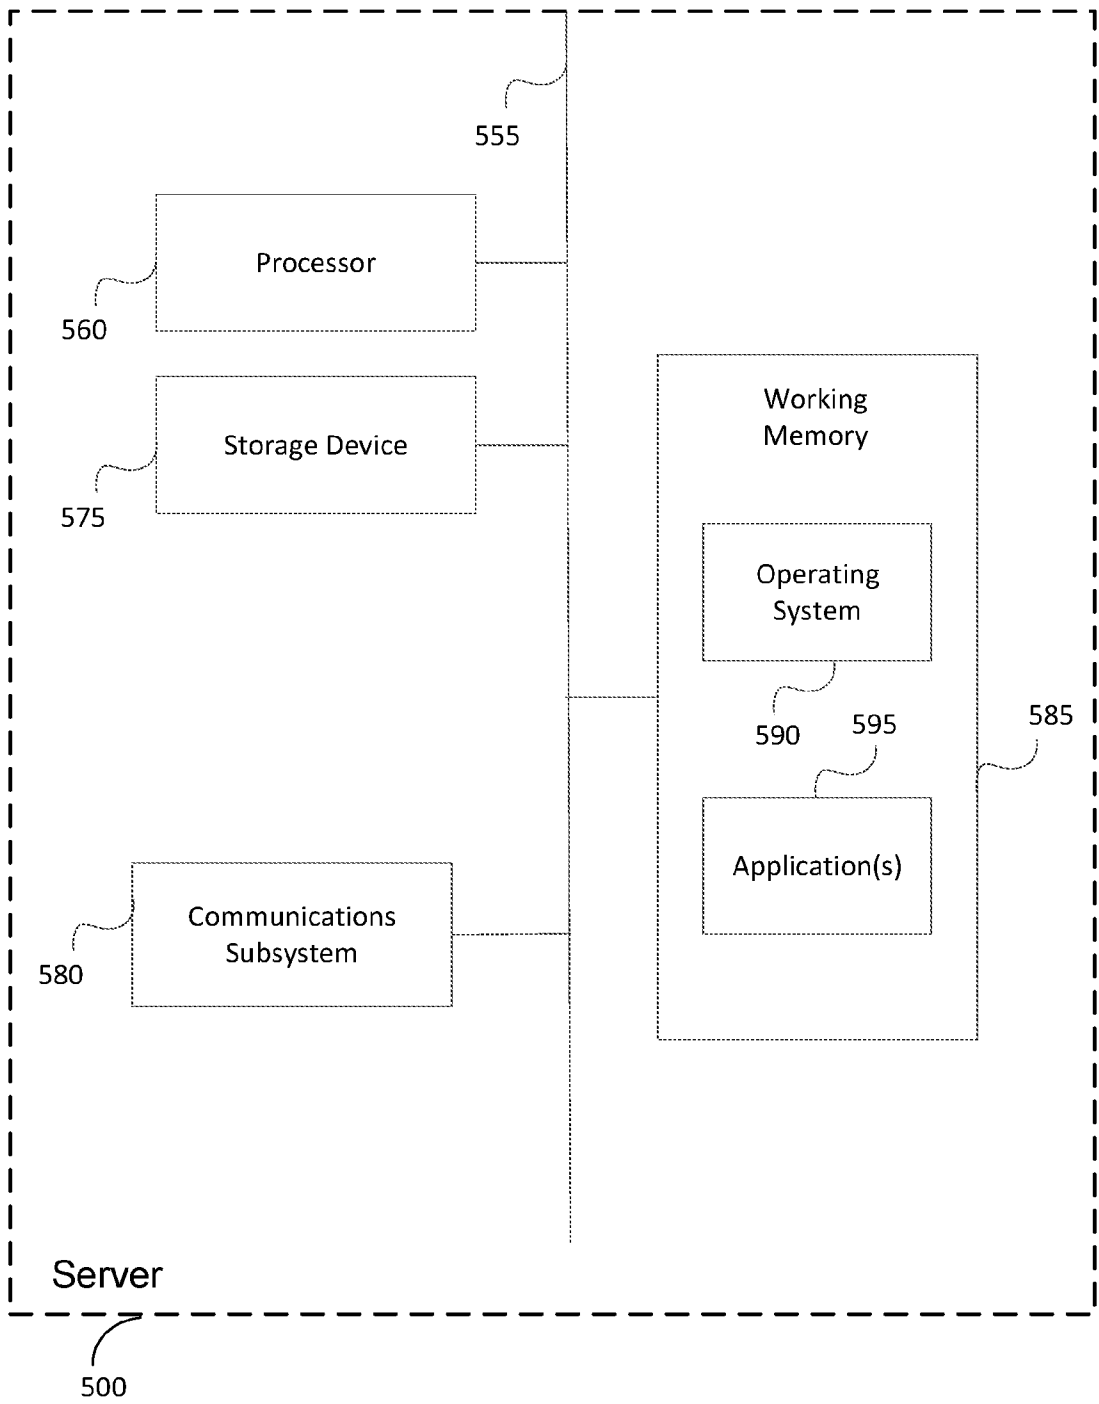 555
Processor
560
Storage Device
575
Working
Memory
Operating
System
590
595
585
Application(s)
Communications
Subsystem
580
Server
500